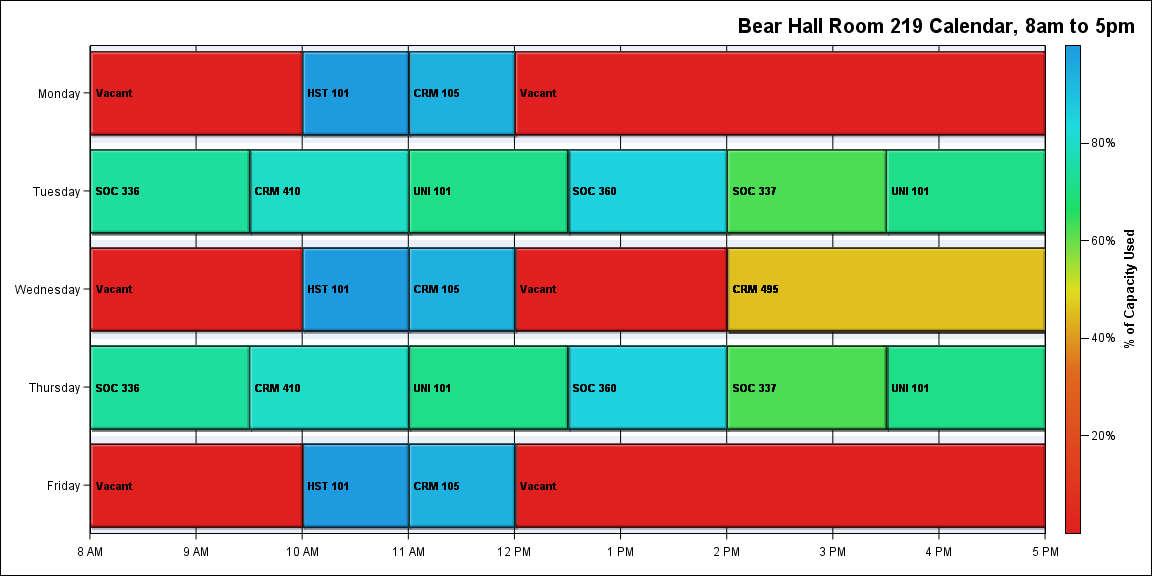 Bear Hall Room 219 Calendar, 8am to 5pm
Monday
Vacant
HST 101
CRM 105
Vacant
Tuesday
SOC 336
CRM 410
UNI 101
SOC 360
SOC 337
UNI 101
Wednesday
Vacant
HST 101
CRM 105
Vacant
CRM 495
Thursday
SOC 336
CRM 410
UNI 101
SOC 360
SOC 337
UNI 101
Friday
Vacant
HST 101
CRM 105
Vacant
8 AM
9 AM
10 AM
11 AM
12 PM
1 PM
2 PM
3 PM
4 PM
5 PM
80%
60%
40%
20%
% of Capacity Used